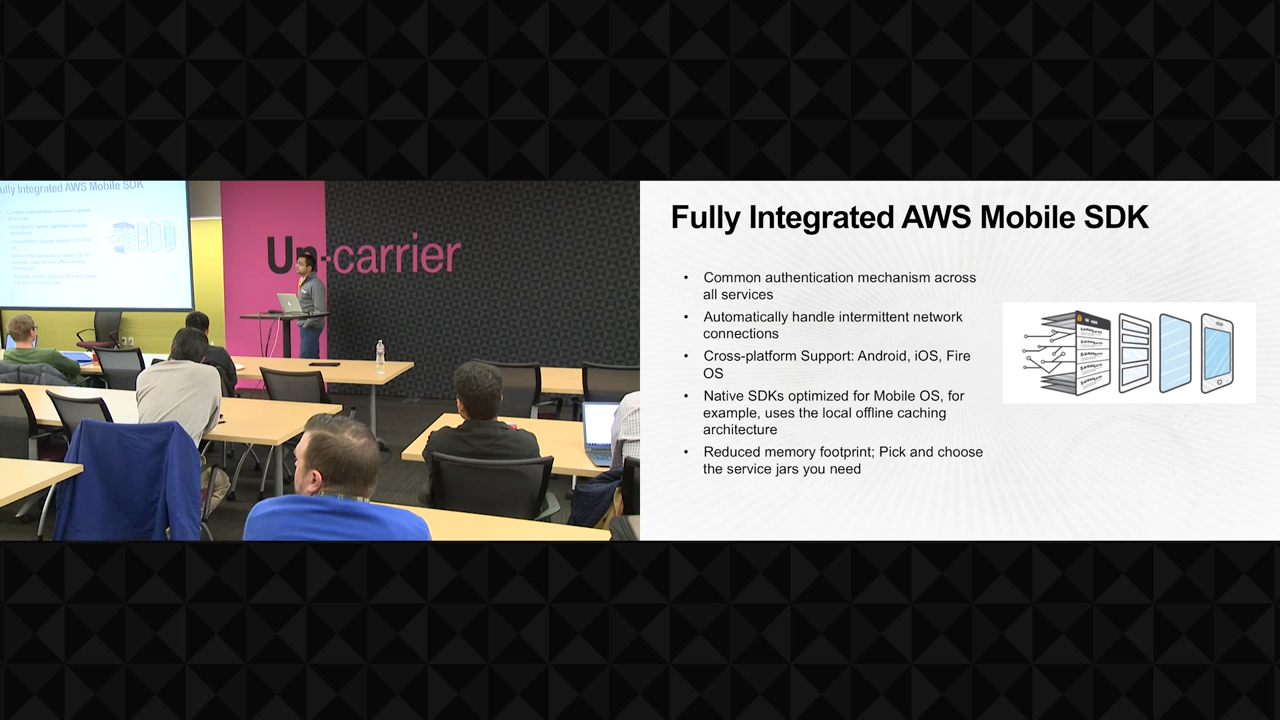 Fully Integrated AWS Mobile SDK
Un-carrier
Fully Integrated AWS Mobile SDK
• Common authentication mechanism across
all services
• Automatically handle intermittent network
connections
• Cross-platform Support: Android, iOS, Fire
OS
• Native SDKs optimized for Mobile OS, for
example, uses the local offline caching
architecture
• Reduced memory footprint; Pick and choose
the service jars you need